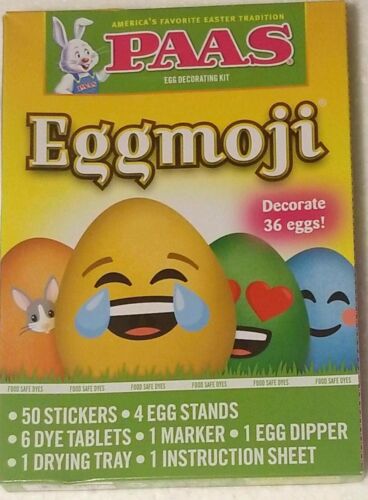 AMERICA'S FAVORITE EASTER TRADITION
PAAS®
PAAS
EGG DECORATING KIT
Eggmoji®
Decorate
36 eggs!
FOOD SAFE DYES FOOD SAFE DYES FOOD SAFE DYES FOOD SAFE DYES FOOD SAFE DYES FOOD SAFE DYES
• 50 STICKERS • 4 EGG STANDS
• 6 DYE TABLETS • 1 MARKER • 1 EGG DIPPER
• 1 DRYING TRAY • 1 INSTRUCTION SHEET